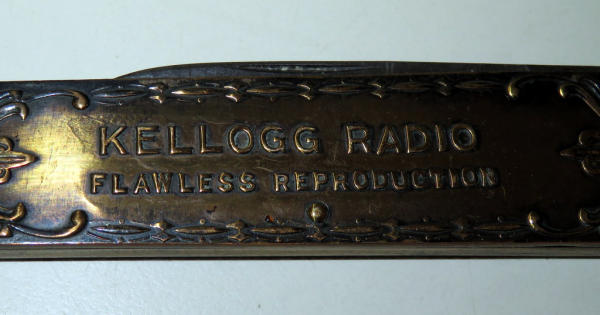 KELLOGG RADIO
FLAWLESS REPRODUCTION